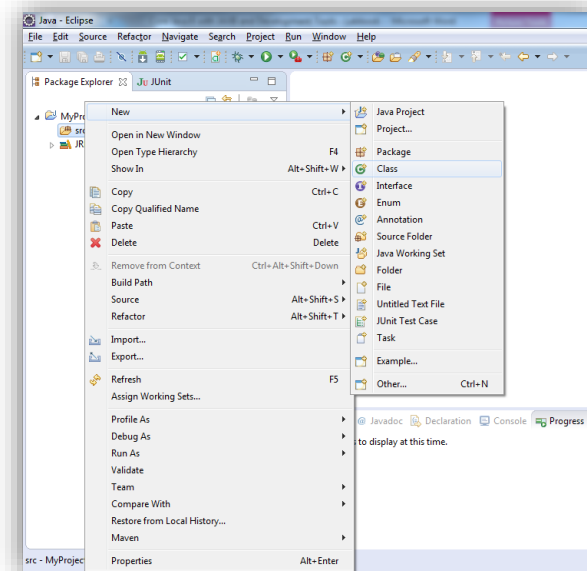 Java - Eclipse
File Edit Source Refactor Navigate Search Project Run Window Help
Package Explorer JUnit
MyPro
src
JR
New
Open in New Window
Open Type Hierarchy F4
Show In Alt+Shift+W
Copy Ctrl+C
Copy Qualified Name
Paste Ctrl+V
Delete Delete
Remove from Context Ctrl+Alt+Shift+Down
Build Path
Source Alt+Shift+S
Refactor Alt+Shift+T
Import...
Export...
Refresh F5
Assign Working Sets...
Profile As
Debug As
Run As
Validate
Team
Compare With
Restore from Local History...
Maven
Properties Alt+Enter
Java Project
Project...
Package
Class
Interface
Enum
Annotation
Source Folder
Java Working Set
Folder
File
Untitled Text File
JUnit Test Case
Task
Example...
Other... Ctrl+N
@ Javadoc Declaration Console Progress
to display at this time.
src - MyProject